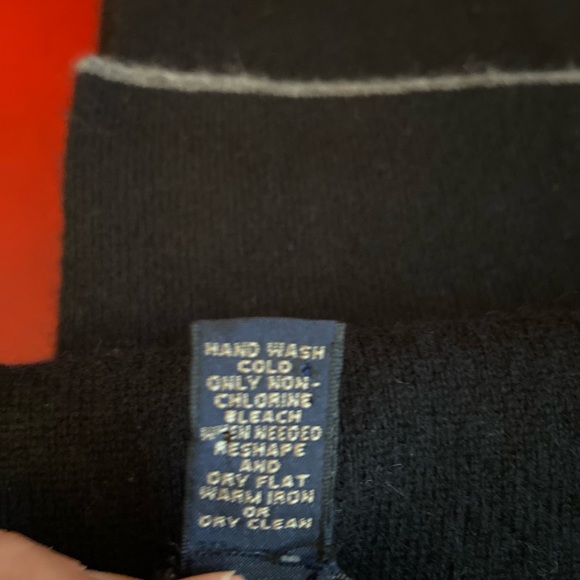 HAND WASH
COLD
ONLY NON-
CHLORINE
BLEACH
WHEN NEEDED
RESHAPE
AND
DRY FLAT
WARM IRON
OR
DRY CLEAN